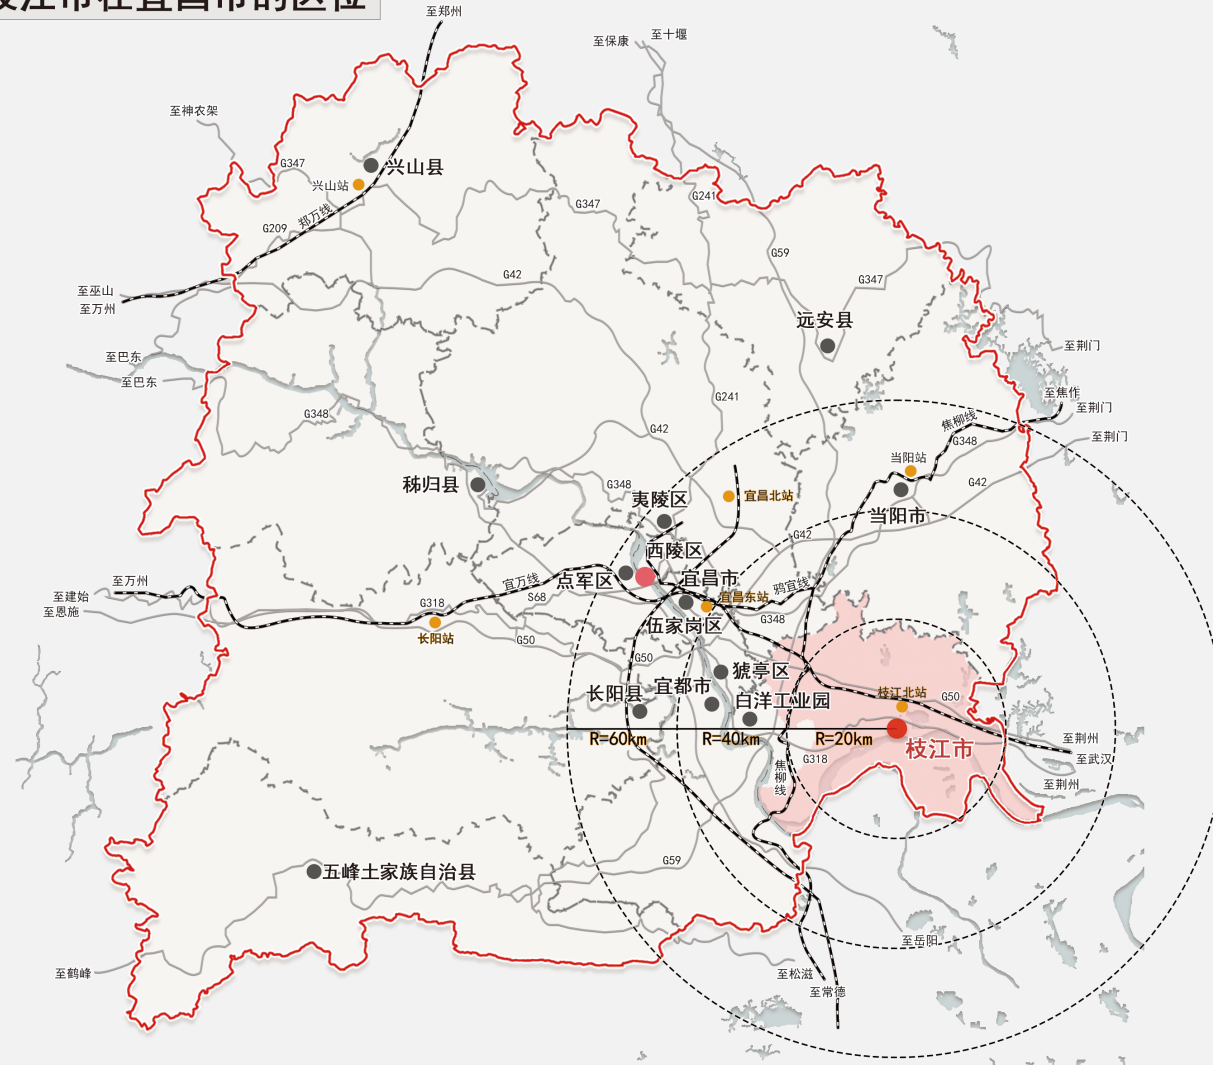 枝江市在宜昌市的区位
至郑州
至保康
至十堰
至神农架
G347
兴山县
兴山站
G241
郑万线
G347
G209
G59
G42
G347
至巫山
至万州
远安县
至荆门
至巴东
至巴东
至焦作
G241
至荆门
G348
焦柳线
G42
至荆门
G348
当阳站
秭归县
G348
G42
夷陵区
宜昌北站
当阳市
G42
西陵区
至万州
宜万线
点军区
宜昌市
鸦宜线
至建始
S68
宜昌东站
G318
至恩施
G348
伍家岗区
长阳站
G50
G50
猇亭区
长阳县
宜都市
枝江北站
G50
白洋工业园
R=60km
R=40km
R=20km
枝江市
至荆州
G318
至武汉
焦柳线
至荆州
G59
五峰土家族自治县
至岳阳
至鹤峰
至松滋
至常德